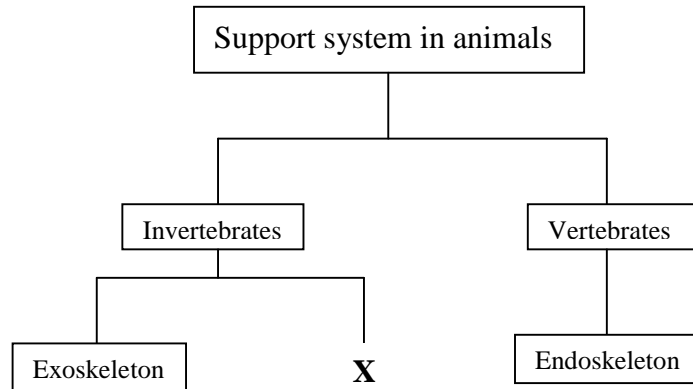 Support system in animals
Invertebrates
Vertebrates
Exoskeleton
X
Endoskeleton